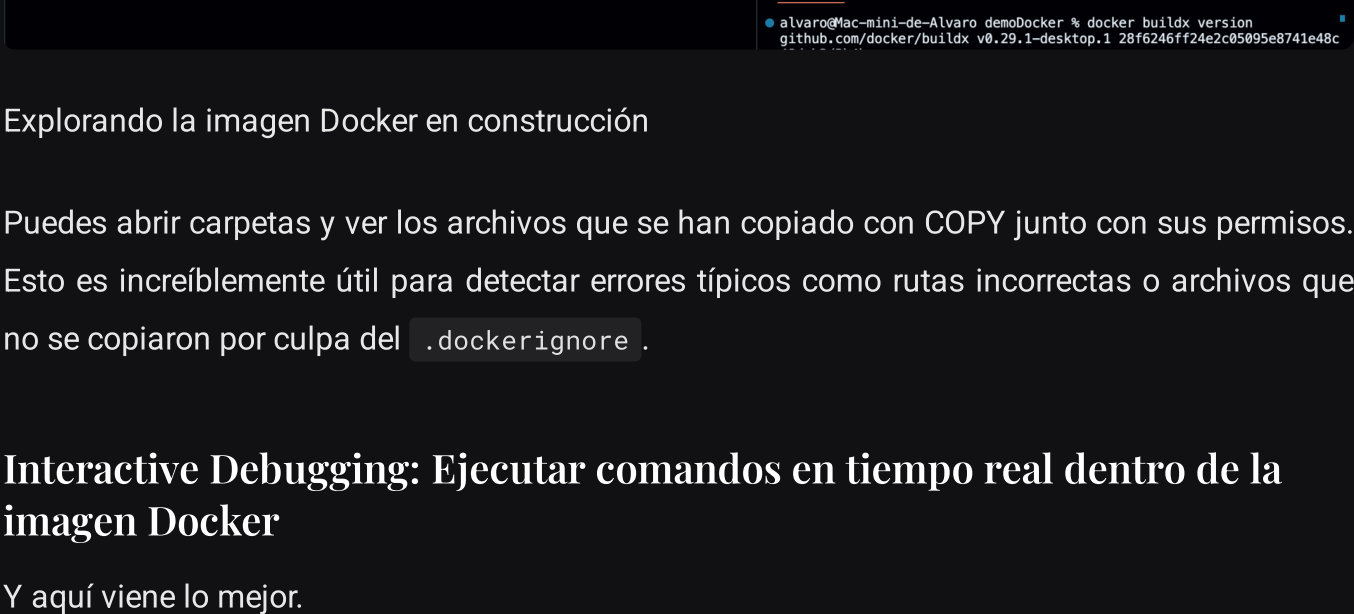 alvaro@Mac-mini-de-Alvaro demoDocker % docker buildx version
github.com/docker/buildx v0.29.1-desktop.1 28f6246ff24e2c05095e8741e48c
Explorando la imagen Docker en construcción
Puedes abrir carpetas y ver los archivos que se han copiado con COPY junto con sus permisos.
Esto es increíblemente útil para detectar errores típicos como rutas incorrectas o archivos que
no se copiaron por culpa del .dockerignore.
Interactive Debugging: Ejecutar comandos en tiempo real dentro de la
imagen Docker
Y aquí viene lo mejor.